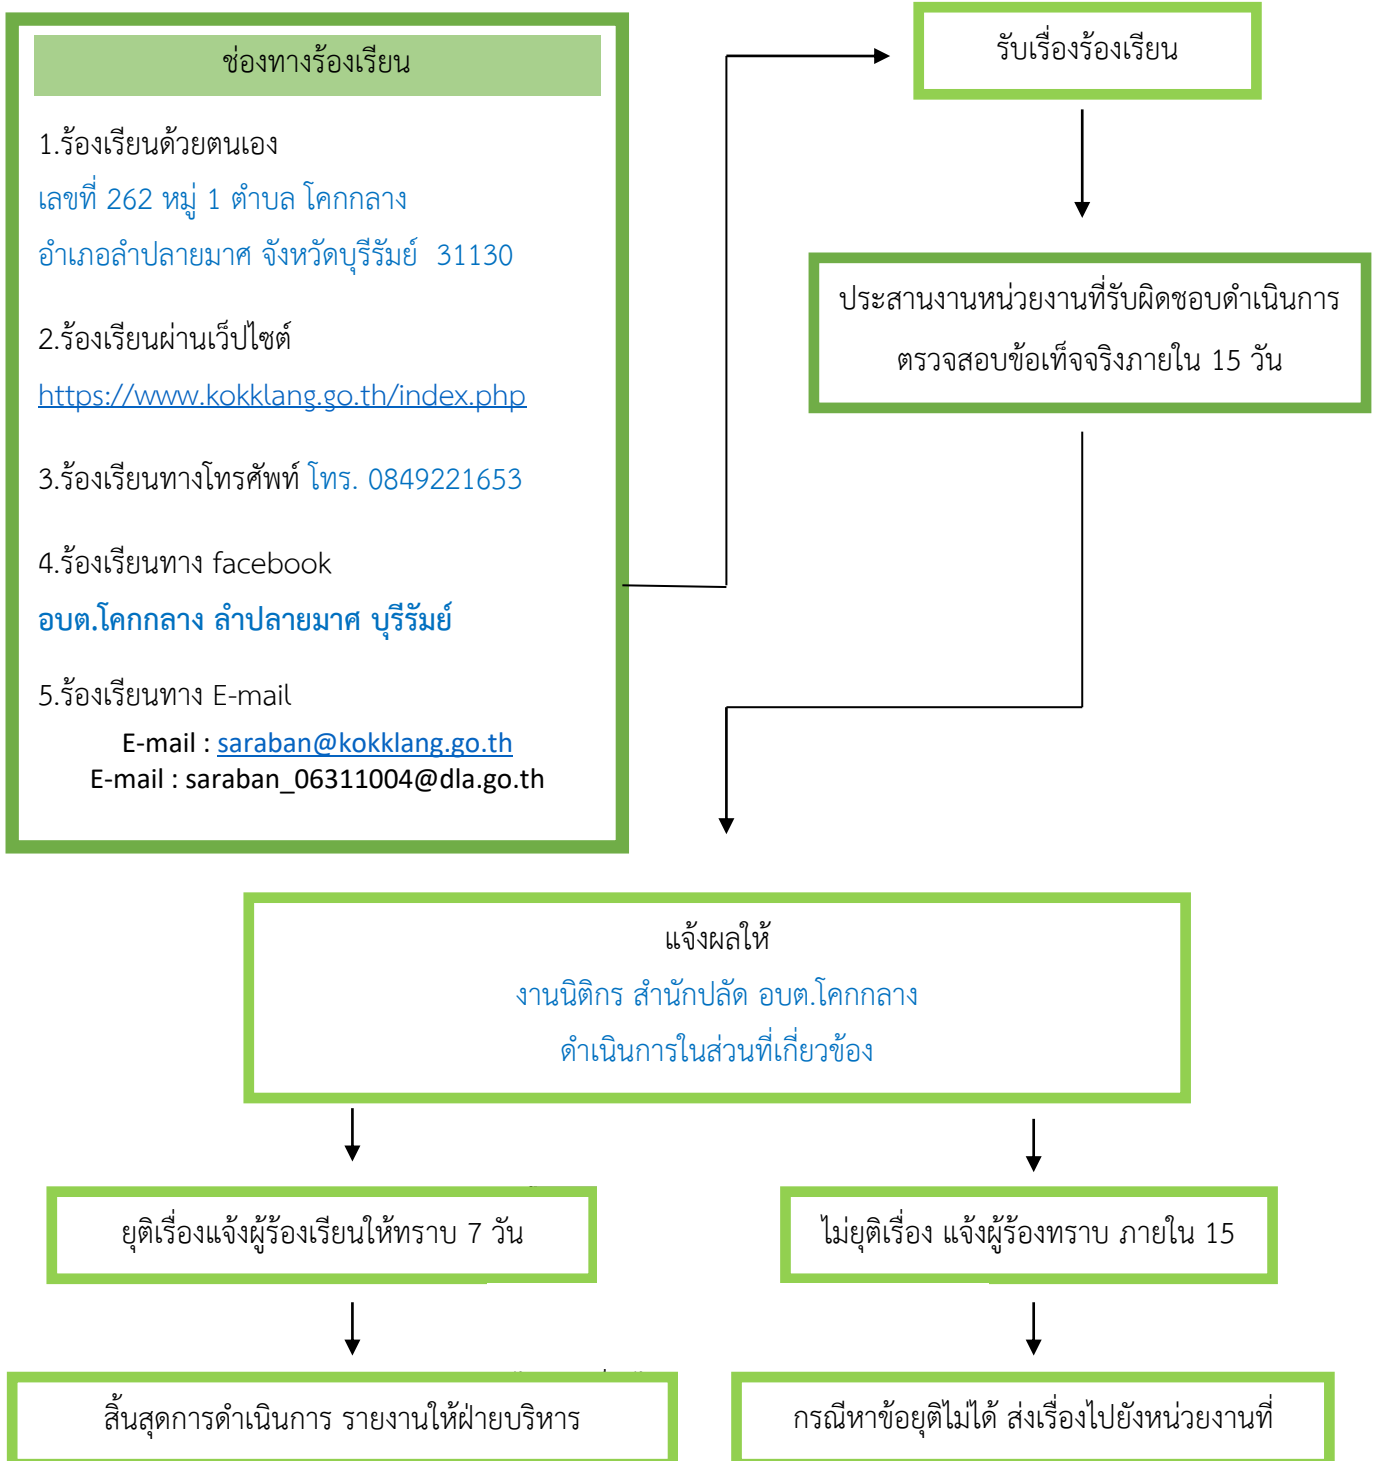 ช่องทางร้องเรียน
1.ร้องเรียนด้วยตนเอง
เลขที่ 262 หมู่ 1 ตำบล โคกกลาง
อำเภอลำปลายมาศ จังหวัดบุรีรัมย์ 31130
2.ร้องเรียนผ่านเว็ปไซต์
https://www.kokklang.go.th/index.php
3.ร้องเรียนทางโทรศัพท์ โทร. 0849221653
4.ร้องเรียนทาง facebook
อบต.โคกกลาง ลำปลายมาศ บุรีรัมย์
5.ร้องเรียนทาง E-mail
E-mail : saraban@kokklang.go.th
E-mail : saraban_06311004@dla.go.th
รับเรื่องร้องเรียน
ประสานงานหน่วยงานที่รับผิดชอบดำเนินการ
ตรวจสอบข้อเท็จจริงภายใน 15 วัน
แจ้งผลให้
งานนิติกร สำนักปลัด อบต.โคกกลาง
ดำเนินการในส่วนที่เกี่ยวข้อง
ยุติเรื่องแจ้งผู้ร้องเรียนให้ทราบ 7 วัน
ไม่ยุติเรื่อง แจ้งผู้ร้องทราบ ภายใน 15
สิ้นสุดการดำเนินการ รายงานให้ฝ่ายบริหาร
กรณีหาข้อยุติไม่ได้ ส่งเรื่องไปยังหน่วยงานที่